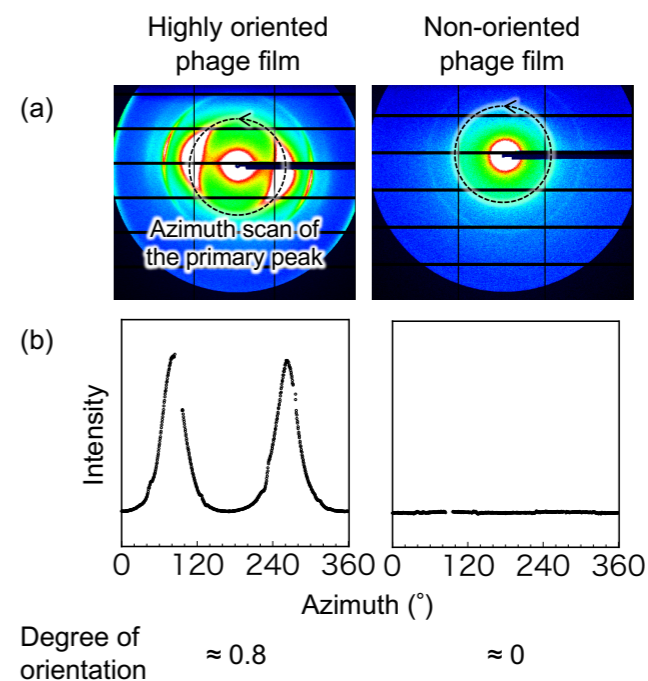 Highly oriented
phage film
Non-oriented
phage film
(a)
Azimuth scan of
the primary peak
(b)
Intensity
0 120 240 360
0 120 240 360
Azimuth (°)
Degree of
orientation
≈ 0.8
≈ 0